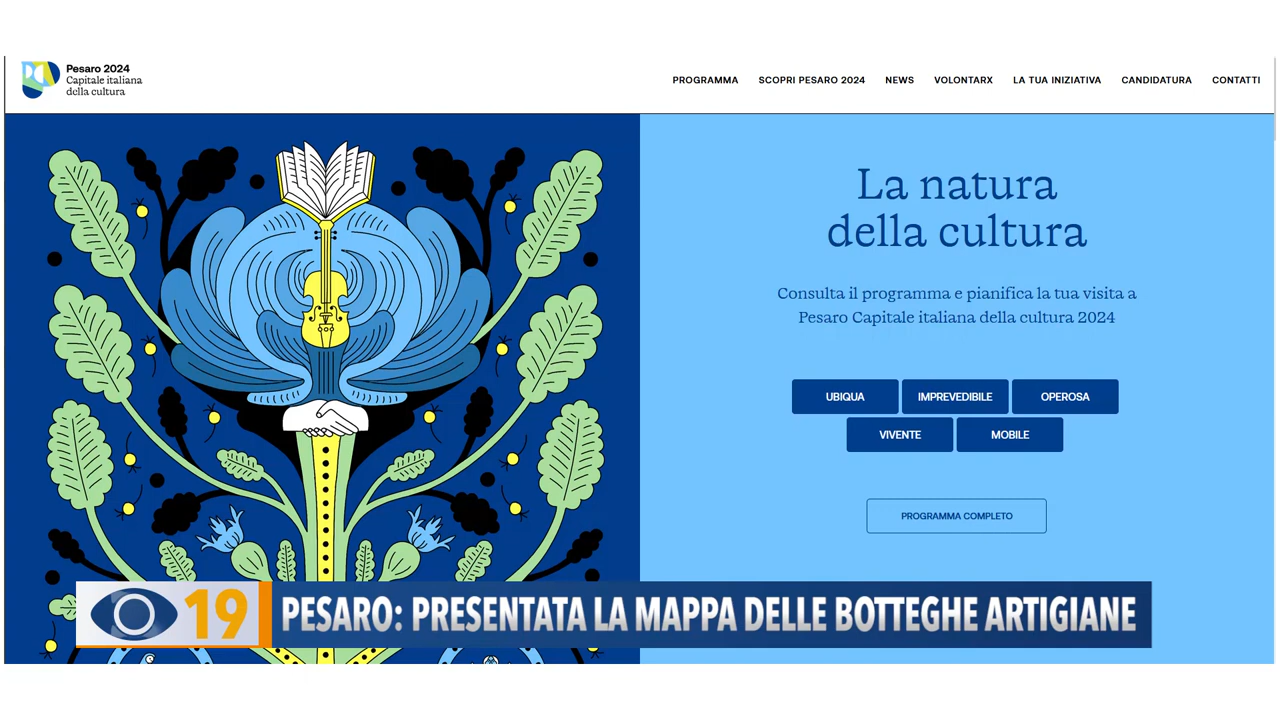 Pesaro 2024
Capitale italiana
della cultura
PROGRAMMA SCOPRI PESARO 2024 NEWS VOLONTARX LA TUA INIZIATIVA CANDIDATURA CONTATTI
La natura
della cultura
Consulta il programma e pianifica la tua visita a
Pesaro Capitale italiana della cultura 2024
UBIQUA IMPREVEDIBILE OPEROSA
VIVENTE MOBILE
PROGRAMMA COMPLETO
19 PESARO: PRESENTATA LA MAPPA DELLE BOTTEGHE ARTIGIANE